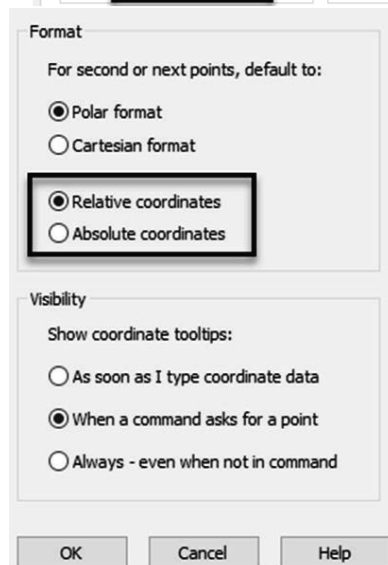 Format
For second or next points, default to:
Polar format
Cartesian format
Relative coordinates
Absolute coordinates
Visibility
Show coordinate tooltips:
As soon as I type coordinate data
When a command asks for a point
Always - even when not in command
OK Cancel Help